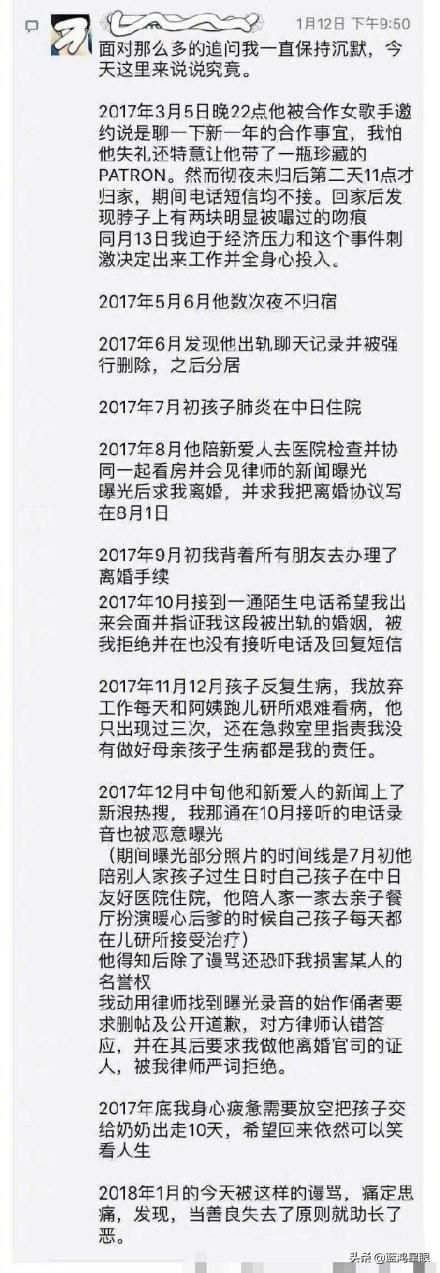 1月12日 下午9:50
面对那么多的追问我一直保持沉默，今
天这里来说说究竟。
2017年3月5日晚22点他被合作女歌手邀
约说是聊一下新一年的合作事宜，我怕
他失礼还特意让他带了一瓶珍藏的
PATRON。然而彻夜未归后第二天11点才
归家，期间电话短信均不接。回家后发
现脖子上有两块明显被嘬过的吻痕
同月13日我迫于经济压力和这个事件刺
激决定出来工作并全身心投入。
2017年5月6日他数次夜不归宿
2017年6月发现他出轨聊天记录并被强
行删除，之后分居
2017年7月初孩子肺炎在中日住院
2017年8月他陪新爱人去医院检查并协
同一起看房并会见律师的新闻曝光
曝光后求我离婚，并求我把离婚协议写
在8月1日
2017年9月初我背着所有朋友去办理了
离婚手续
2017年10月接到一通陌生电话希望我出
来会面并指证我这段被出轨的婚姻，被
我拒绝并在也没有接听电话及回复短信
2017年11月12月孩子反复生病，我放弃
工作每天和阿姨跑儿研所艰难看病，他
只出现过三次，还在急救室里指责我没
有做好母亲孩子生病都是我的责任。
2017年12月中旬他和新爱人的新闻上了
新浪热搜，我那通在10月接听的电话录
音也被恶意曝光
（期间曝光部分照片的时间线是7月初他
陪别人家孩子过生日时自己孩子在中日
友好医院住院，他陪人家一家去亲子餐
厅扮演暖心后爹的时候自己孩子每天都
在儿研所接受治疗）
他得知后除了谩骂还恐吓我损害某人的
名誉权
我动用律师找到曝光录音的始作俑者要
求删帖及公开道歉，对方律师认错答
应，并在其后要求我做他离婚官司的证
人，被我律师严词拒绝。
2017年底我身心疲惫需要放空把孩子交
给奶奶出走10天，希望回来依然可以笑
看人生
2018年1月的今天被这样的谩骂，痛定思
痛，发现，当善良失去了原则就助长了
恶。
头条 @蓝鸿星眼